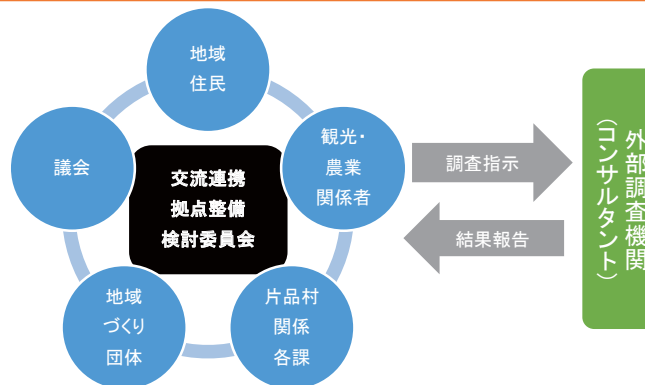 地域
住民
議会
観光・
農業
関係者
交流連携
拠点整備
検討委員会
地域
づくり
団体
片品村
関係
各課
調査指示
結果報告
外部調査機関
（コンサルタント）